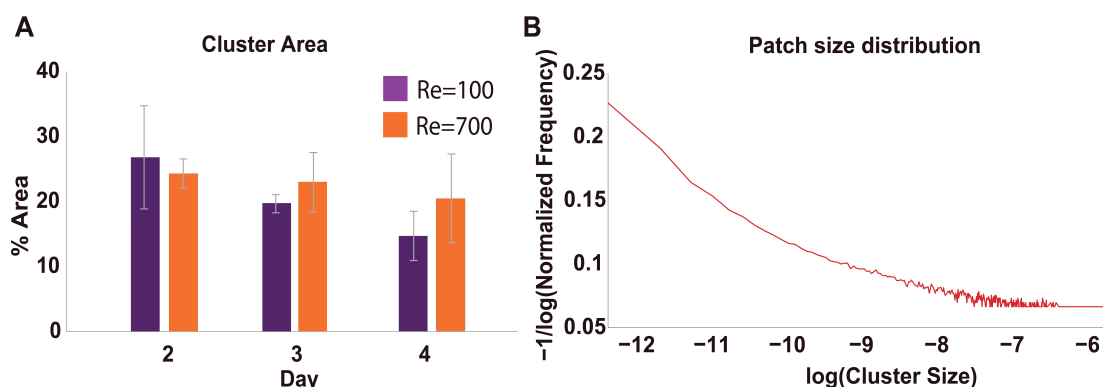 A
Cluster Area
40
30
20
10
0
% Area
Re=100
Re=700
2 3 4
Day
B
Patch size distribution
0.25
0.2
0.15
0.1
0.05
−1/log(Normalized Frequency)
−12 −11 −10 −9 −8 −7 −6
log(Cluster Size)